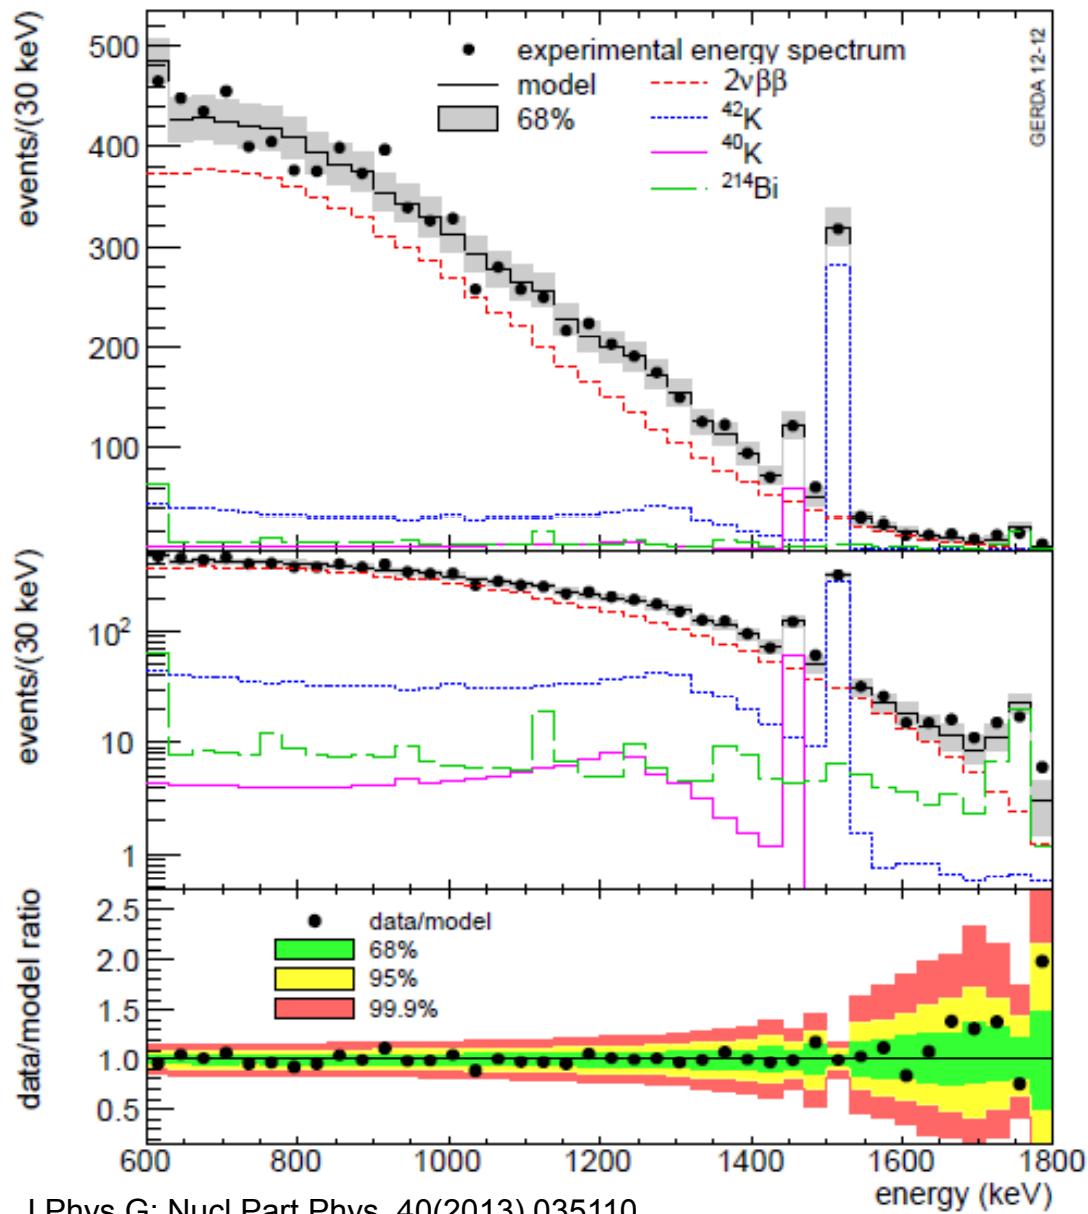 events/(30 keV)
500
400
300
200
100
experimental energy spectrum
model
68%
2νββ
⁴²K
⁴⁰K
²¹⁴Bi
GERDA 12-12
events/(30 keV)
10²
10
1
data/model ratio
2.5
2.0
1.5
1.0
0.5
data/model
68%
95%
99.9%
600 800 1000 1200 1400 1600 1800
energy (keV)
J Phys G: Nucl Part Phys. 40(2013) 035110